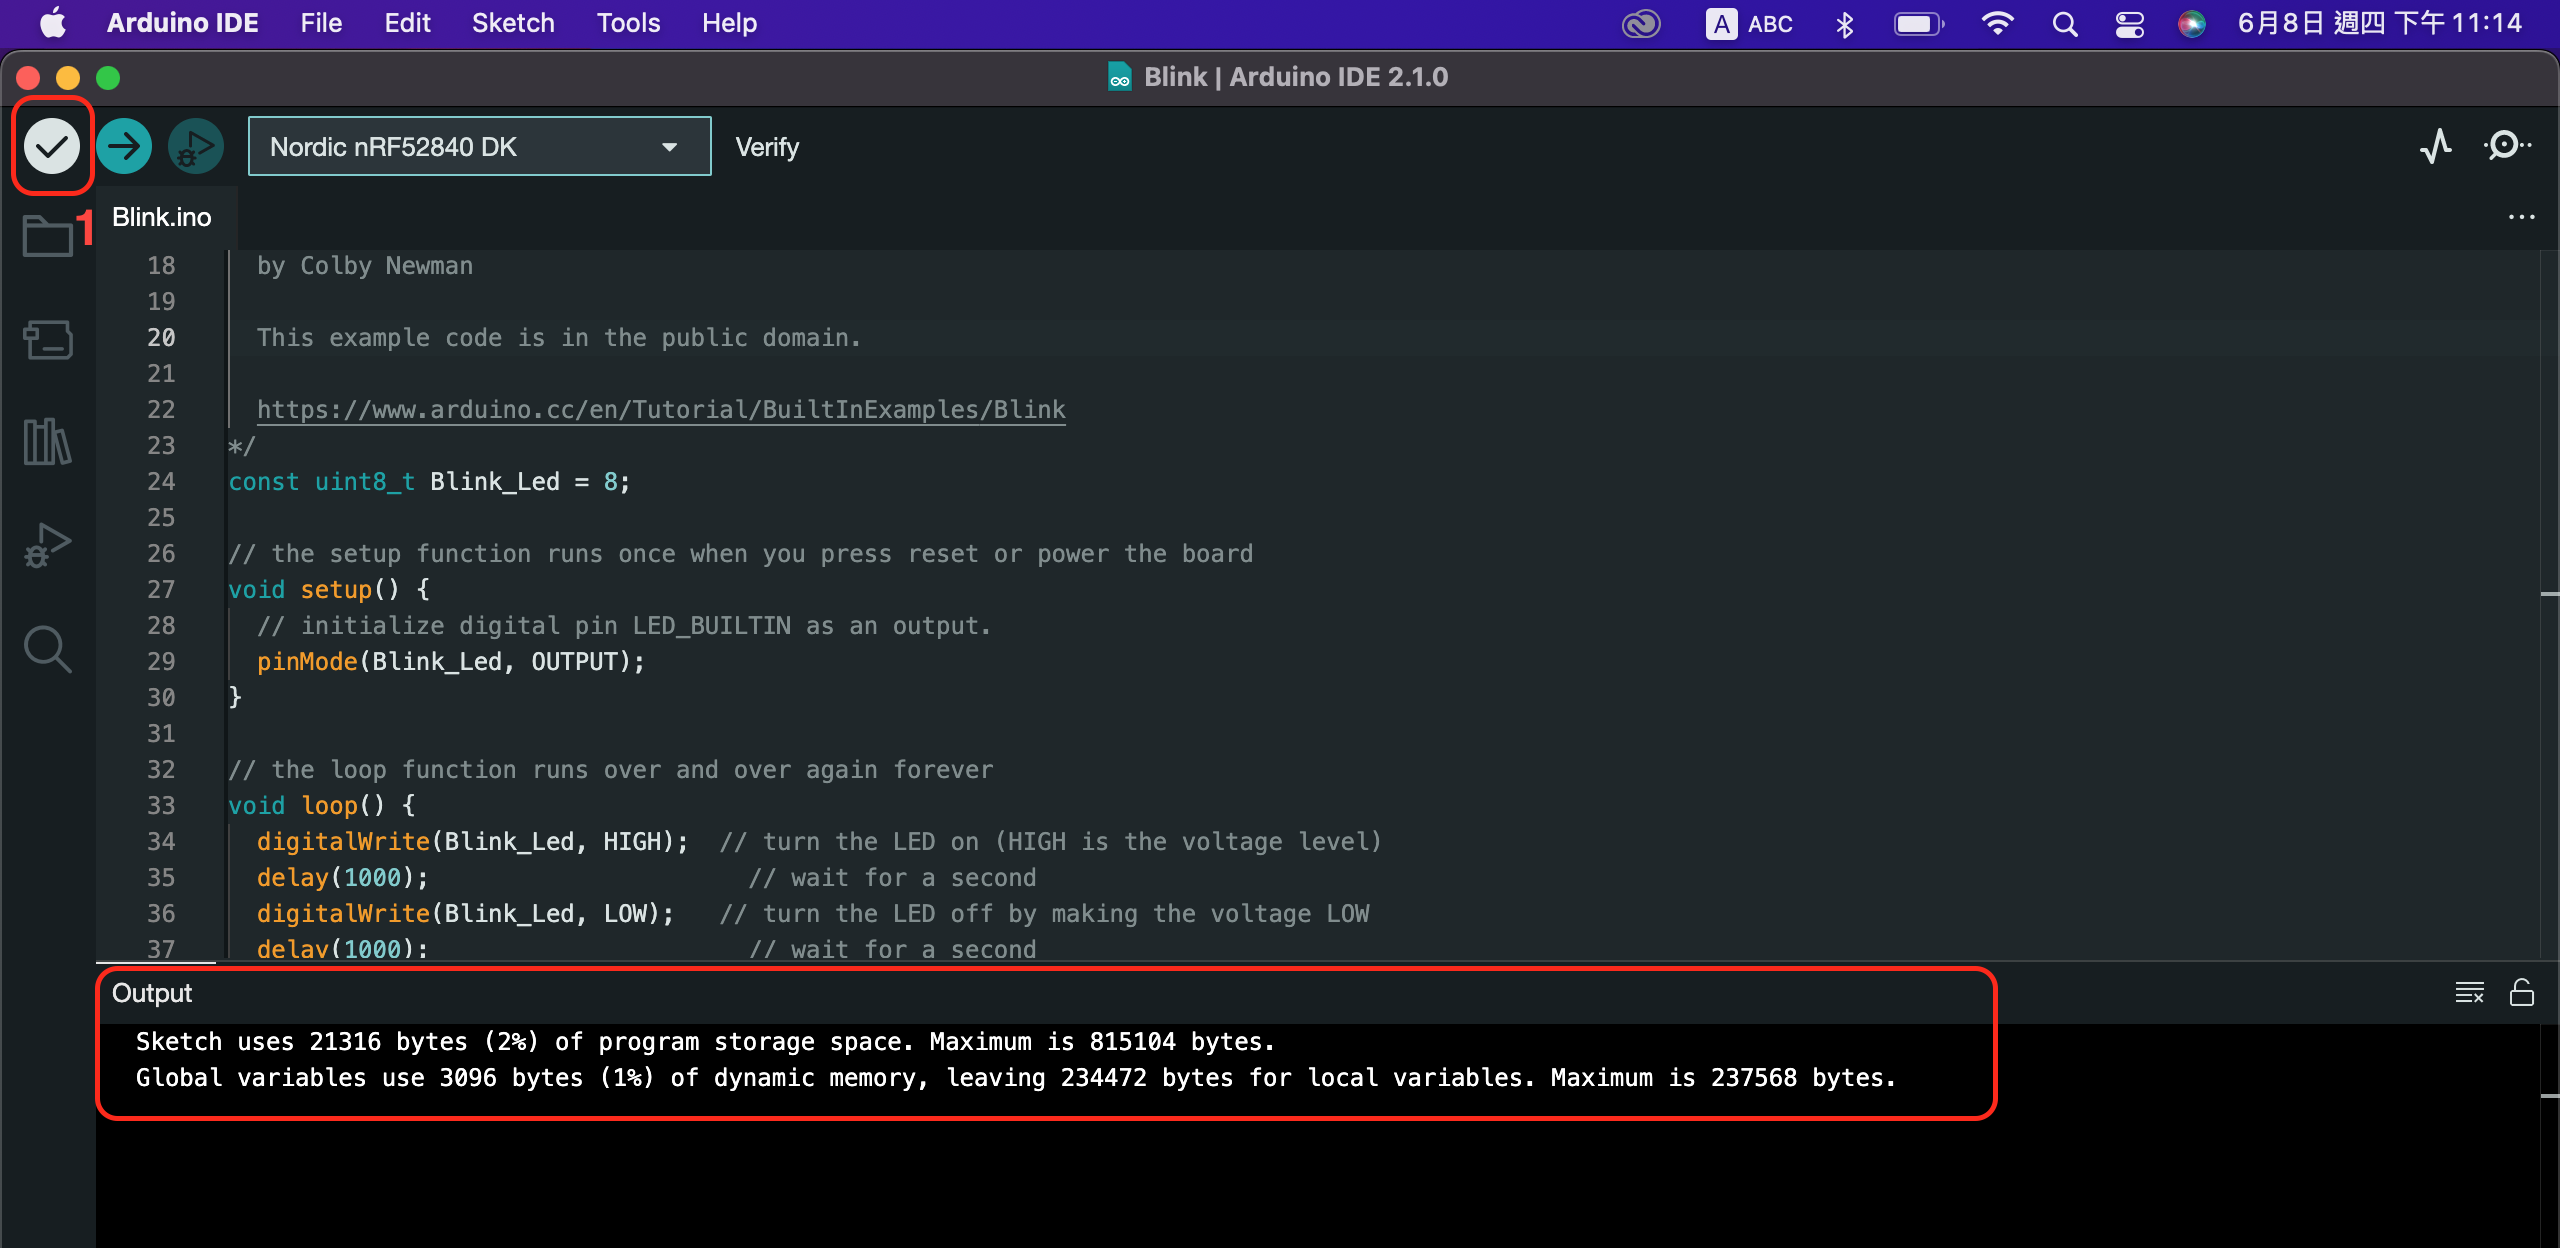 Arduino IDE File Edit Sketch Tools Help A ABC 6月8日 週四 下午 11:14
Blink | Arduino IDE 2.1.0
Nordic nRF52840 DK Verify
1
Blink.ino
18 by Colby Newman
19
20 This example code is in the public domain.
21
22 https://www.arduino.cc/en/Tutorial/BuiltInExamples/Blink
23 */
24 const uint8_t Blink_Led = 8;
25
26 // the setup function runs once when you press reset or power the board
27 void setup() {
28 // initialize digital pin LED_BUILTIN as an output.
29 pinMode(Blink_Led, OUTPUT);
30 }
31
32 // the loop function runs over and over again forever
33 void loop() {
34 digitalWrite(Blink_Led, HIGH); // turn the LED on (HIGH is the voltage level)
35 delay(1000); // wait for a second
36 digitalWrite(Blink_Led, LOW); // turn the LED off by making the voltage LOW
37 delay(1000); // wait for a second
Output
Sketch uses 21316 bytes (2%) of program storage space. Maximum is 815104 bytes.
Global variables use 3096 bytes (1%) of dynamic memory, leaving 234472 bytes for local variables. Maximum is 237568 bytes.